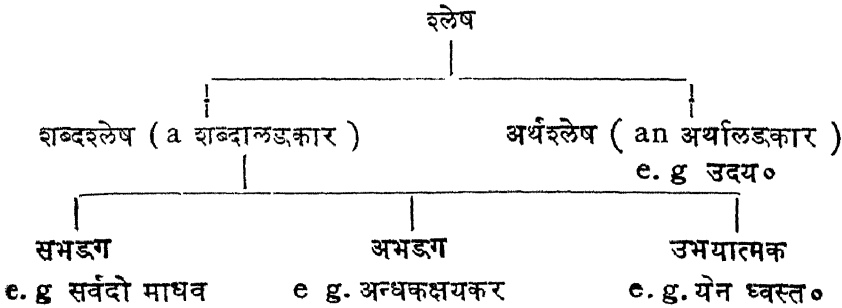 श्लेष
शब्दश्लेष ( a शब्दालङ्कार ) अर्थश्लेष ( an अर्थालङ्कार )
e. g उदय०
सभङ्ग अभङ्ग उभयात्मक
e. g सर्वदो माधव e g. अन्धकक्षयकर e. g. येन ध्वस्त०